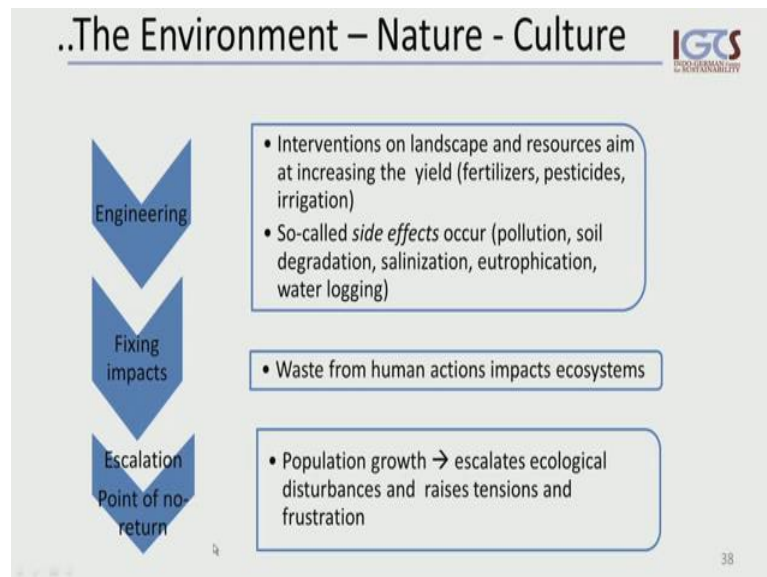 ..The Environment – Nature - Culture
IGCS
INDO-GERMAN Centre
for SUSTAINABILITY
Engineering
• Interventions on landscape and resources aim
at increasing the yield (fertilizers, pesticides,
irrigation)
• So-called side effects occur (pollution, soil
degradation, salinization, eutrophication,
water logging)
Fixing
impacts
• Waste from human actions impacts ecosystems
Escalation
Point of no-
return
• Population growth → escalates ecological
disturbances and raises tensions and
frustration
38